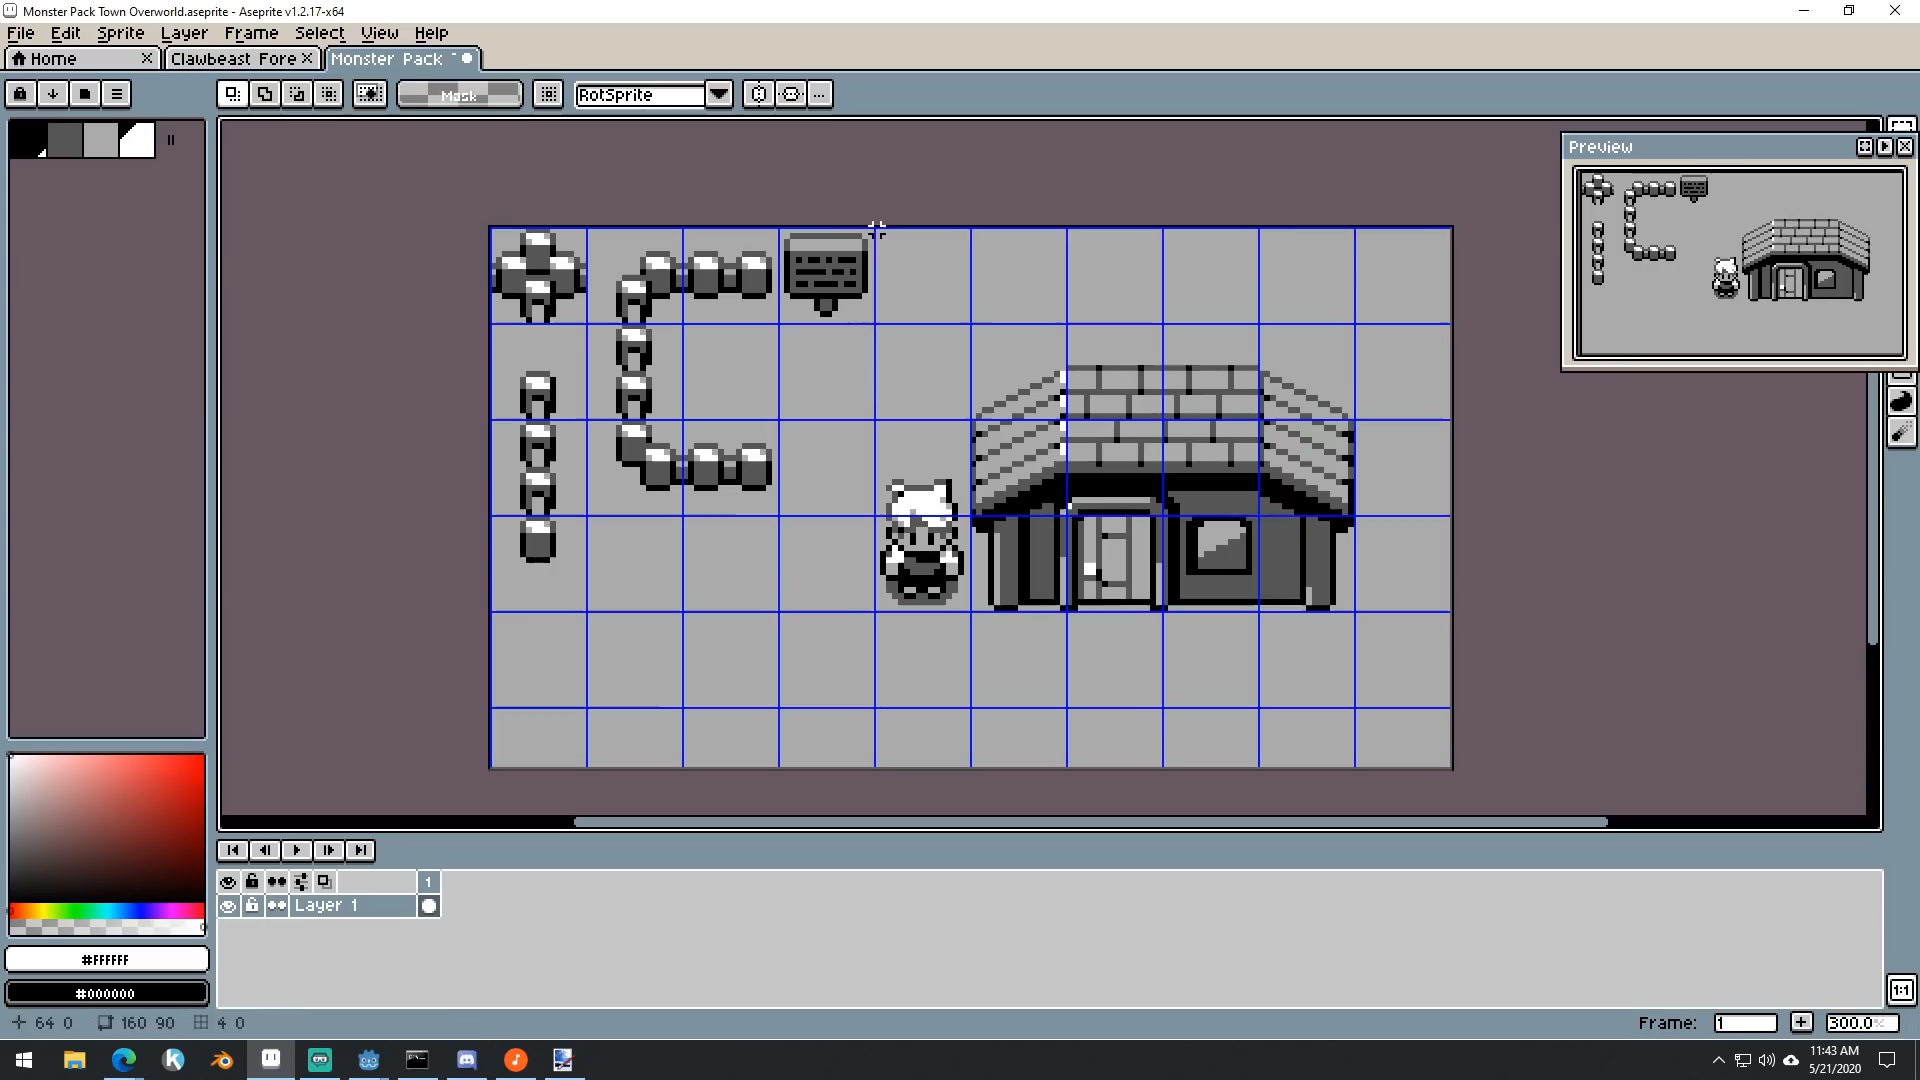 Monster Pack Town Overworld.aseprite - Aseprite v1.2.17-x64
File Edit Sprite Layer Frame Select View Help
Home Clawbeast Fore Monster Pack
Mask RotSprite
Preview
1
Layer 1
#FFFFFF
#000000
64 0 160 90 4 0 Frame: 1 300.0
1:1
11:43 AM
5/21/2020